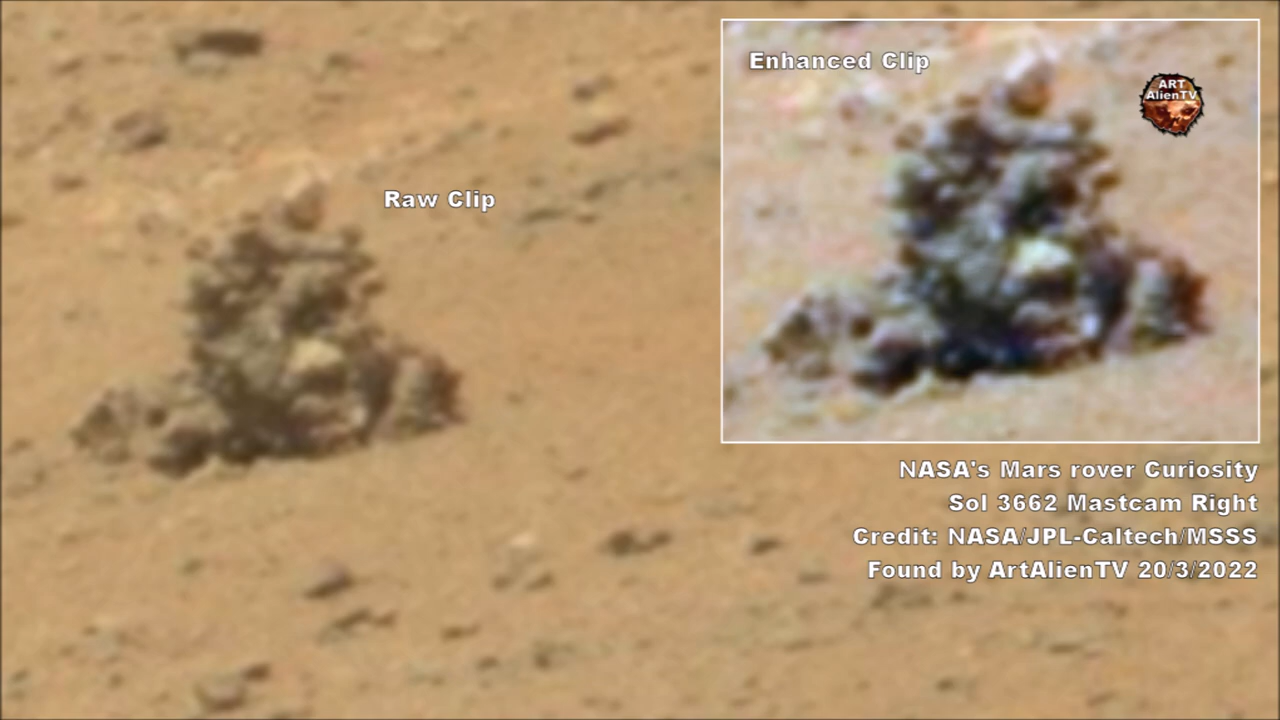 Enhanced Clip
ART
AlienTV
Raw Clip
NASA's Mars rover Curiosity
Sol 3662 Mastcam Right
Credit: NASA/JPL-Caltech/MSSS
Found by ArtAlienTV 20/3/2022